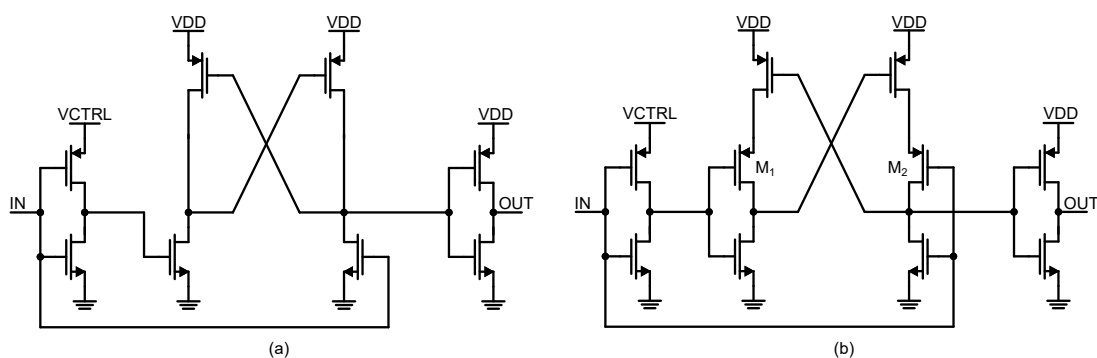 VDD VDD
VCTRL VDD
IN OUT
(a)
VDD VDD
VCTRL VDD
M1 M2
IN OUT
(b)